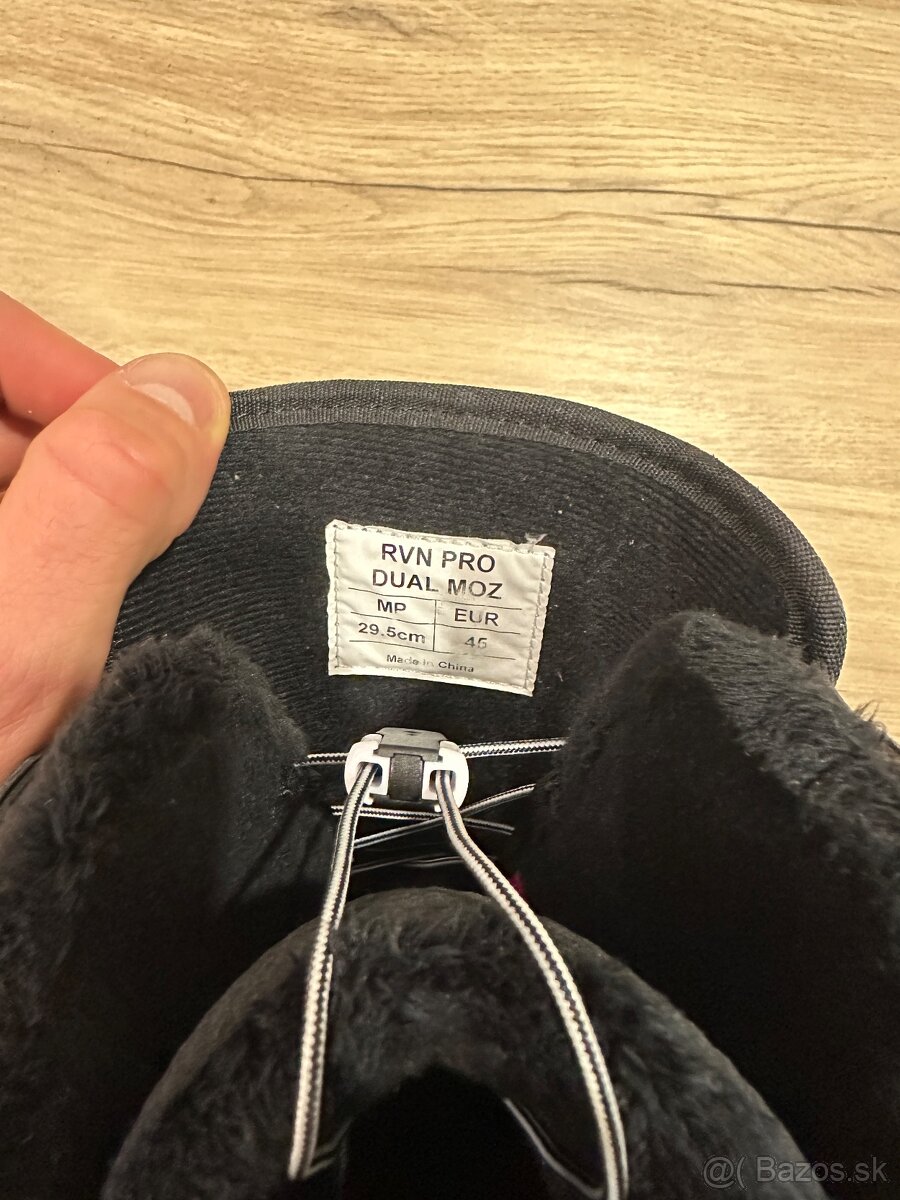 RVN PRO
DUAL MOZ
MP EUR
29.5cm 45
Made in China
@( Bazos.sk